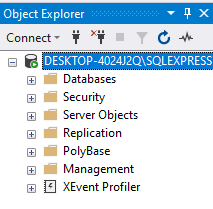 Object Explorer
Connect
DESKTOP-4024J2Q\SQLEXPRESS
Databases
Security
Server Objects
Replication
PolyBase
Management
XEvent Profiler